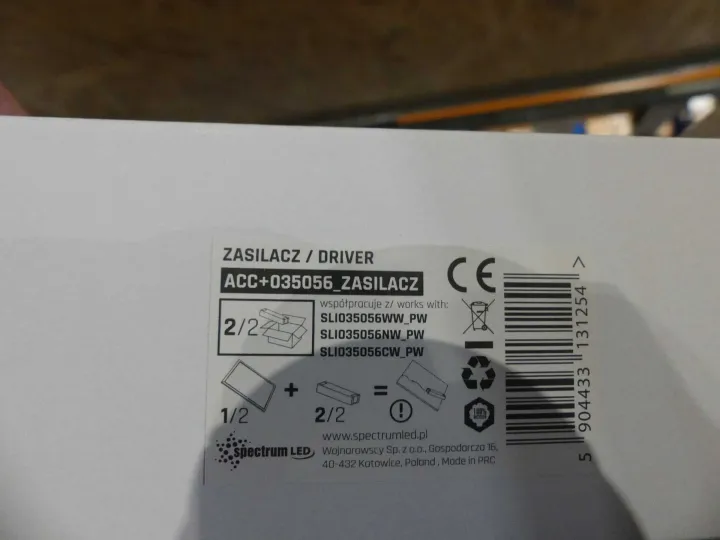 ZASILACZ / DRIVER
ACC+035056_ZASILACZ
współpracuje z/ works with:
2/2
SLI035056WW_PW
SLI035056NW_PW
SLI035056CW_PW
1/2 + 2/2 =
www.spectrumled.pl
spectrum LED
Wojnarowscy Sp. z o.o., Gospodarcza 16,
40-432 Katowice, Poland , Made in PRC
CE
100%
5 904433 131254 >